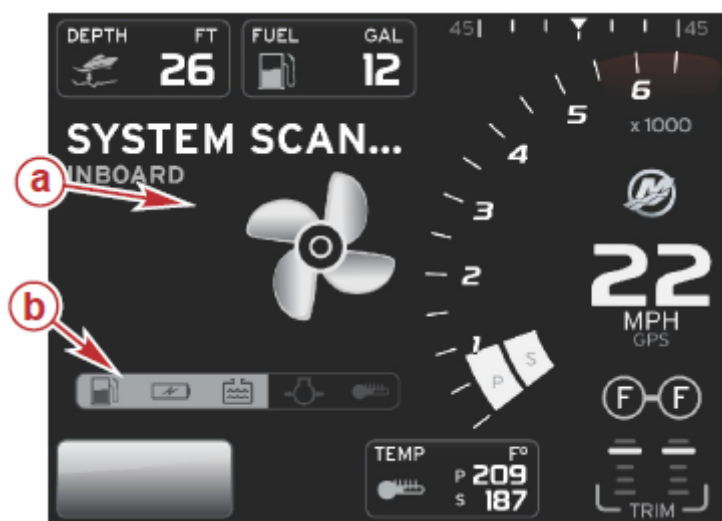 DEPTH FT
26
FUEL GAL
12
45 45
SYSTEM SCAN...
INBOARD
a
b
6
5
4
3
2
1
x 1000
P S
22
MPH
GPS
F F
TEMP F°
P 209
S 187
TRIM